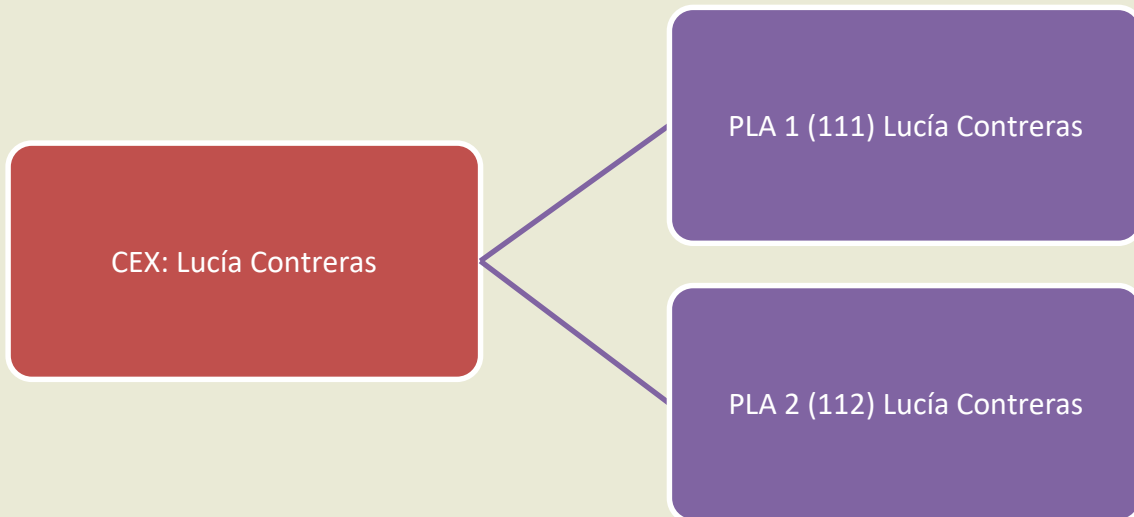 CEX: Lucía Contreras
PLA 1 (111) Lucía Contreras
PLA 2 (112) Lucía Contreras